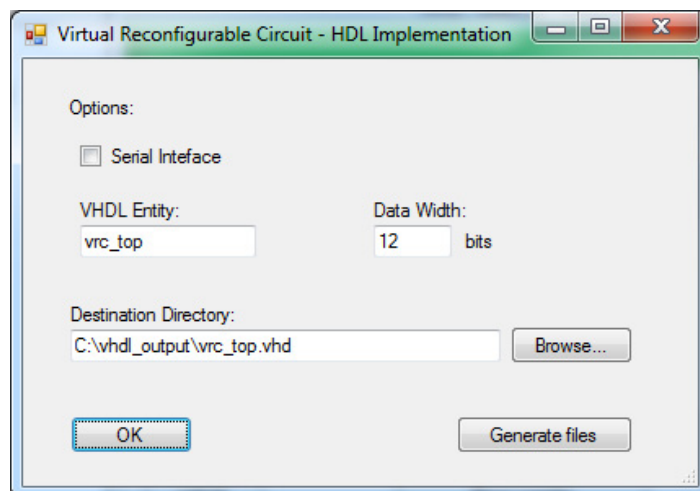 Virtual Reconfigurable Circuit - HDL Implementation
Options:
Serial Inteface
VHDL Entity: Data Width:
vrc_top 12 bits
Destination Directory:
C:\vhdl_output\vrc_top.vhd Browse...
OK Generate files